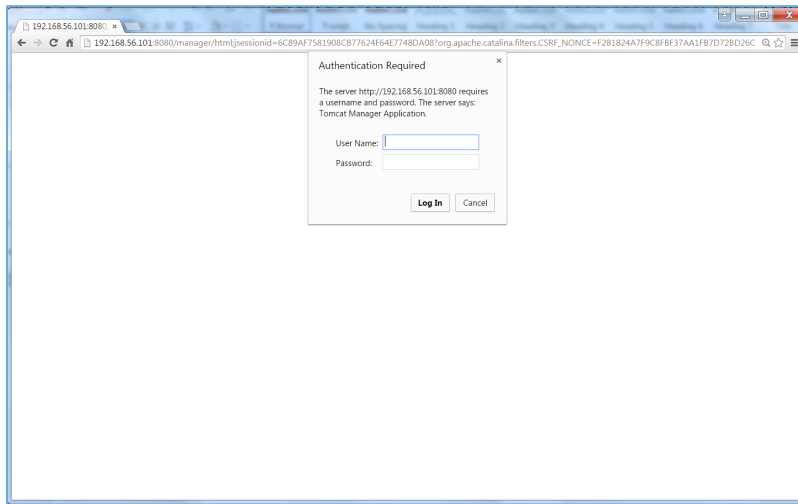 192.168.56.101:8080
192.168.56.101:8080/manager/html;jsessionid=6C89AF7581908CB77624F64E7748DA08?org.apache.catalina.filters.CSRF_NONCE=F281824A7F9C8FBF37AA1FB7D72BD26C
Authentication Required
The server http://192.168.56.101:8080 requires
a username and password. The server says:
Tomcat Manager Application.
User Name:
Password:
Log In
Cancel